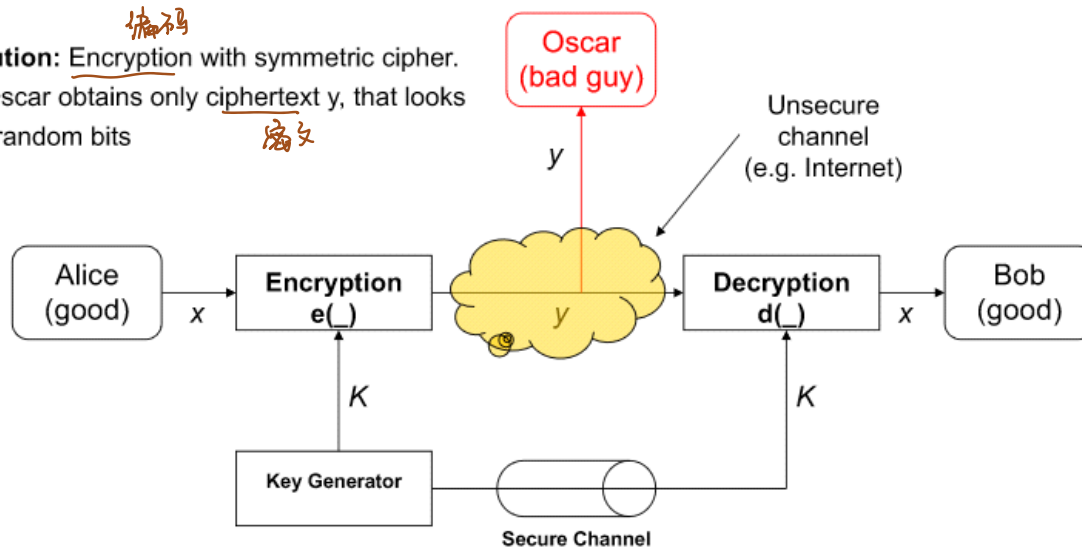 编码
ution: Encryption with symmetric cipher.
scar obtains only ciphertext y, that looks
random bits
密文
Oscar
(bad guy)
Unsecure
channel
(e.g. Internet)
y
Alice
(good)
x
Encryption
e(_)
y
Decryption
d(_)
x
Bob
(good)
K
K
Key Generator
Secure Channel